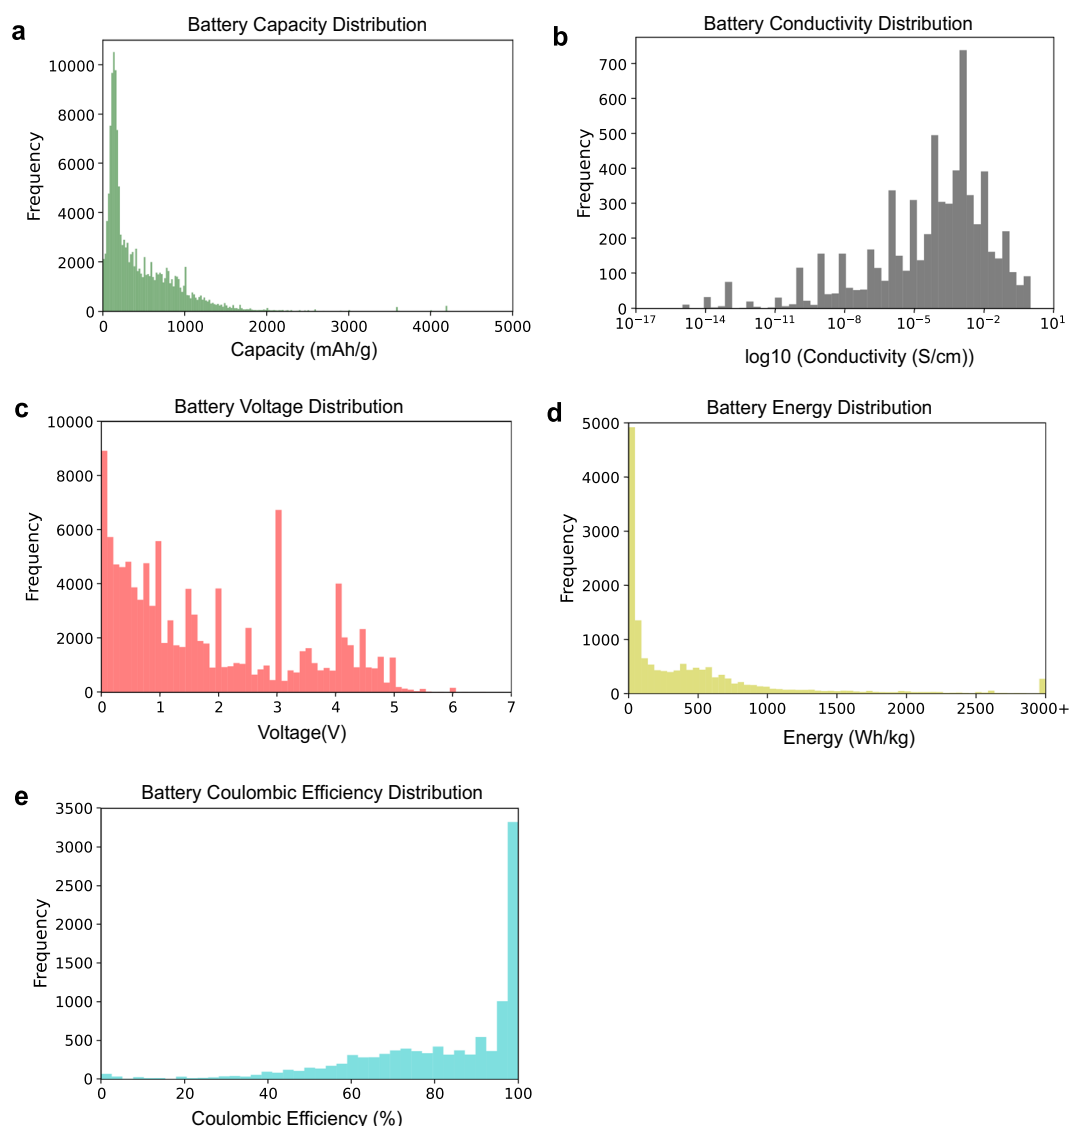 a
Battery Capacity Distribution
Frequency
10000
8000
6000
4000
2000
0
0 1000 2000 3000 4000 5000
Capacity (mAh/g)
b
Battery Conductivity Distribution
Frequency
700
600
500
400
300
200
100
0
10⁻¹⁷ 10⁻¹⁴ 10⁻¹¹ 10⁻⁸ 10⁻⁵ 10⁻² 10¹
log10 (Conductivity (S/cm))
c
Battery Voltage Distribution
Frequency
10000
8000
6000
4000
2000
0
0 1 2 3 4 5 6 7
Voltage(V)
d
Battery Energy Distribution
Frequency
5000
4000
3000
2000
1000
0
0 500 1000 1500 2000 2500 3000+
Energy (Wh/kg)
e
Battery Coulombic Efficiency Distribution
Frequency
3500
3000
2500
2000
1500
1000
500
0
0 20 40 60 80 100
Coulombic Efficiency (%)